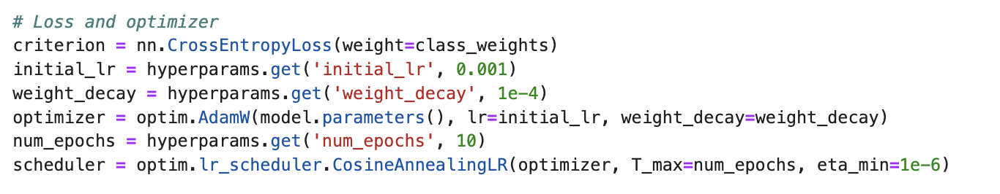 # Loss and optimizer
criterion = nn.CrossEntropyLoss(weight=class_weights)
initial_lr = hyperparams.get('initial_lr', 0.001)
weight_decay = hyperparams.get('weight_decay', 1e-4)
optimizer = optim.AdamW(model.parameters(), lr=initial_lr, weight_decay=weight_decay)
num_epochs = hyperparams.get('num_epochs', 10)
scheduler = optim.lr_scheduler.CosineAnnealingLR(optimizer, T_max=num_epochs, eta_min=1e-6)